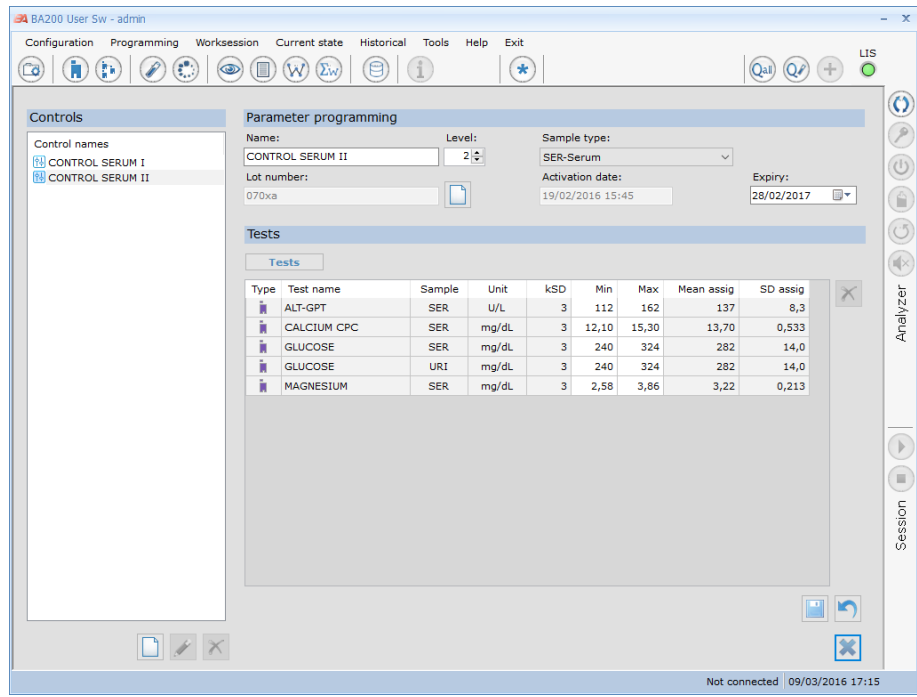 BA200 User Sw - admin
Configuration Programming Worksession Current state Historical Tools Help Exit
LIS
Qall Q W Σw i
Controls
Control names
CONTROL SERUM I
CONTROL SERUM II
Parameter programming
Name: Level: Sample type:
CONTROL SERUM II 2 SER-Serum
Lot number: Activation date: Expiry:
070xa 19/02/2016 15:45 28/02/2017
Tests
Tests
Type Test name Sample Unit kSD Min Max Mean assig SD assig
ALT-GPT SER U/L 3 112 162 137 8,3
CALCIUM CPC SER mg/dL 3 12,10 15,30 13,70 0,533
GLUCOSE SER mg/dL 3 240 324 282 14,0
GLUCOSE URI mg/dL 3 240 324 282 14,0
MAGNESIUM SER mg/dL 3 2,58 3,86 3,22 0,213
Analyzer
Session
Not connected 09/03/2016 17:15